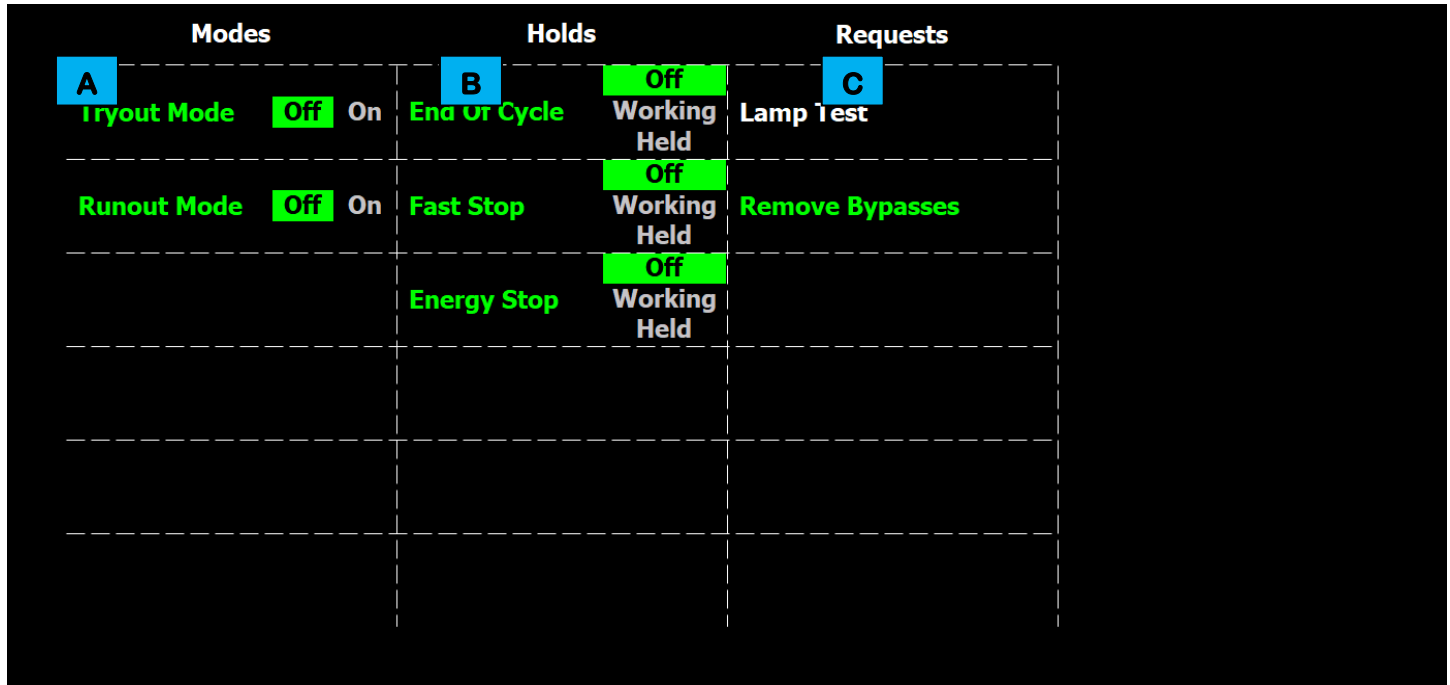 Modes Holds Requests
A B C
Off
Tryout Mode Off On End Of Cycle Working Lamp Test
Held
Off
Runout Mode Off On Fast Stop Working Remove Bypasses
Held
Off
Energy Stop Working
Held